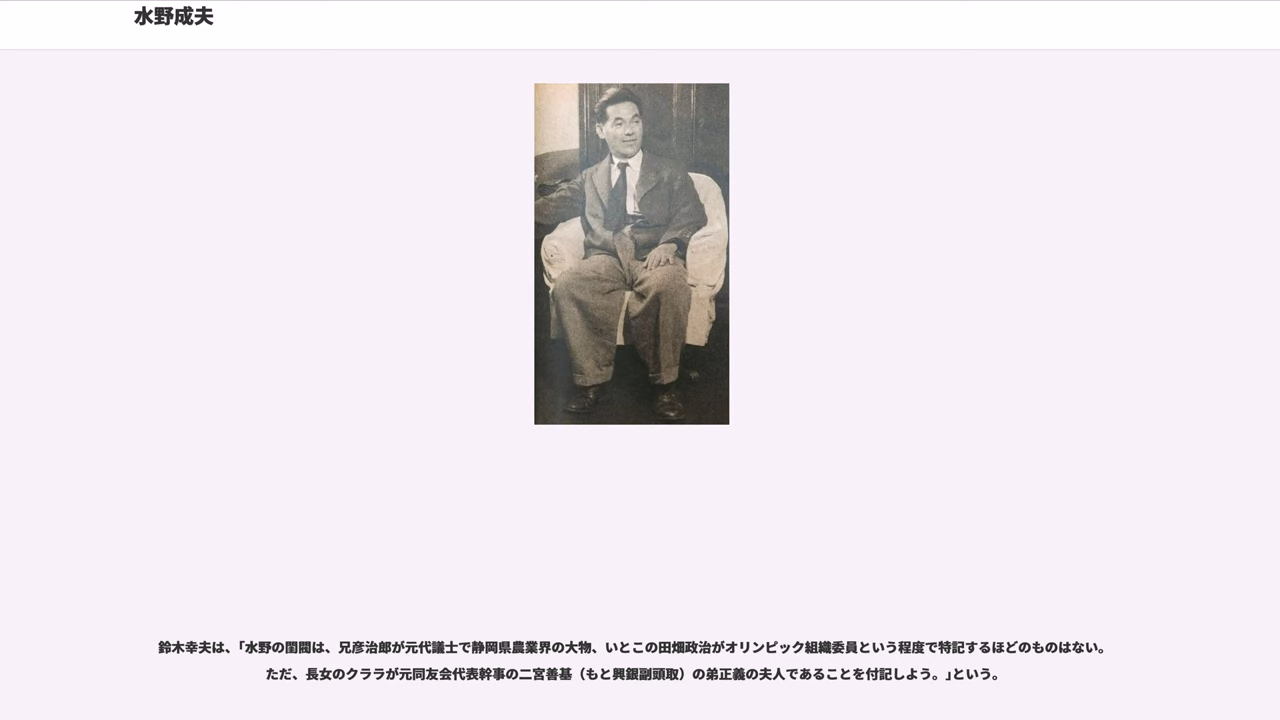 水野成夫
鈴木幸夫は、｢水野の閨閥は、兄彦治郎が元代議士で静岡県農業界の大物、いとこの田畑政治がオリンピック組織委員という程度で特記するほどのものはない。
ただ、長女のクララが元同友会代表幹事の二宮善基（もと興銀副頭取）の弟正義の夫人であることを付記しよう。｣という。